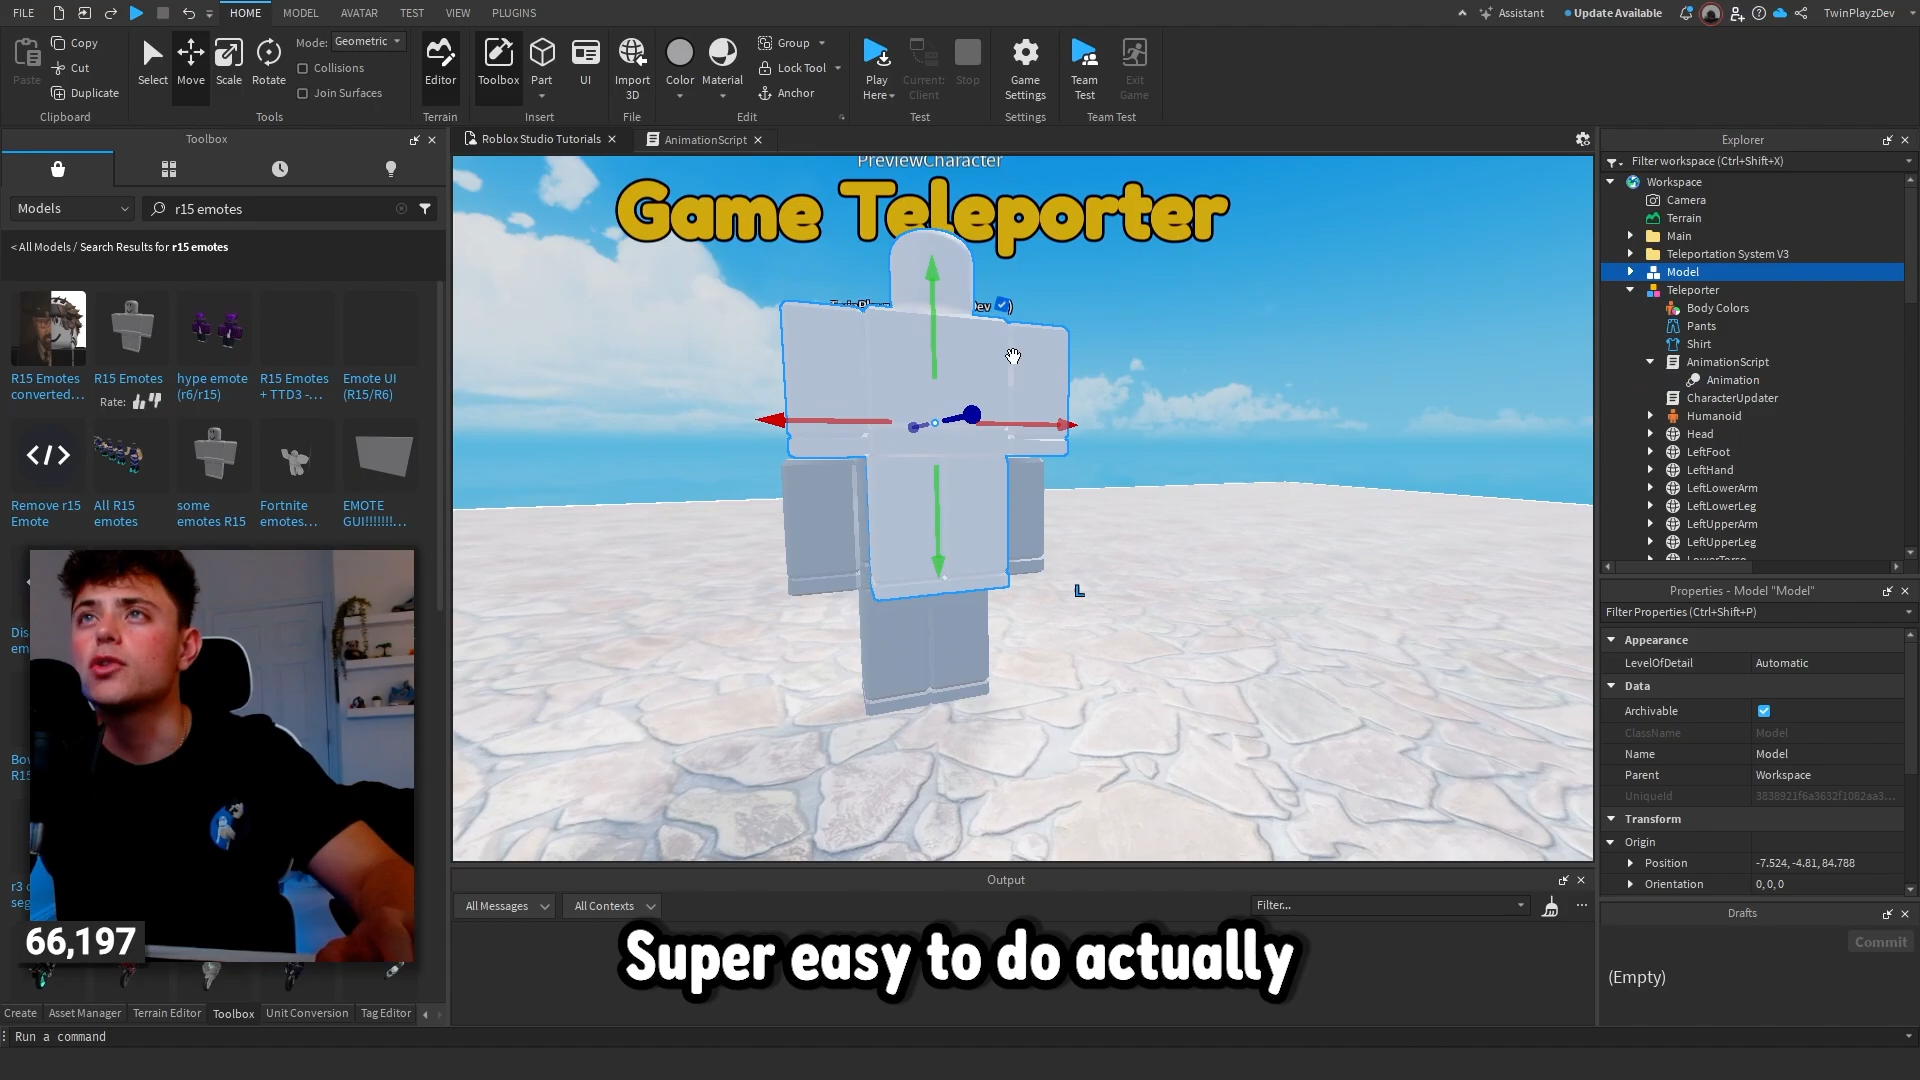 FILE
HOME
MODEL
AVATAR
TEST
VIEW
PLUGINS
Assistant
Update Available
TwinPlayzDev
Paste
Copy
Cut
Duplicate
Clipboard
Select
Move
Scale
Rotate
Mode: Geometric
Collisions
Join Surfaces
Tools
Editor
Terrain
Toolbox
Part
UI
Insert
Import
3D
File
Color
Material
Group
Lock Tool
Anchor
Edit
Play
Here
Current:
Client
Stop
Test
Game
Settings
Settings
Team
Test
Exit
Game
Team Test
Toolbox
Models
r15 emotes
< All Models / Search Results for r15 emotes
R15 Emotes
converted...
R15 Emotes
Rate:
hype emote
(r6/r15)
R15 Emotes
+ TTD3 -...
Emote UI
(R15/R6)
Remove r15
Emote
All R15
emotes
some
emotes R15
Fortnite
emotes...
EMOTE
GUI!!!!!!!!...
66,197
Create
Asset Manager
Terrain Editor
Toolbox
Unit Conversion
Tag Editor
Run a command
Roblox Studio Tutorials
AnimationScript
PreviewCharacter
Game Teleporter
L
Output
All Messages
All Contexts
Filter...
Super easy to do actually
Explorer
Filter workspace (Ctrl+Shift+X)
Workspace
Camera
Terrain
Main
Teleportation System V3
Model
Teleporter
Body Colors
Pants
Shirt
AnimationScript
Animation
CharacterUpdater
Humanoid
Head
LeftFoot
LeftHand
LeftLowerArm
LeftLowerLeg
LeftUpperArm
LeftUpperLeg
LowerTorso
Properties - Model "Model"
Filter Properties (Ctrl+Shift+P)
Appearance
LevelOfDetail Automatic
Data
Archivable
ClassName Model
Name Model
Parent Workspace
UniqueId 3838921f6a3632f1082aa3...
Transform
Origin
Position -7.524, -4.81, 84.788
Orientation 0, 0, 0
Drafts
Commit
(Empty)